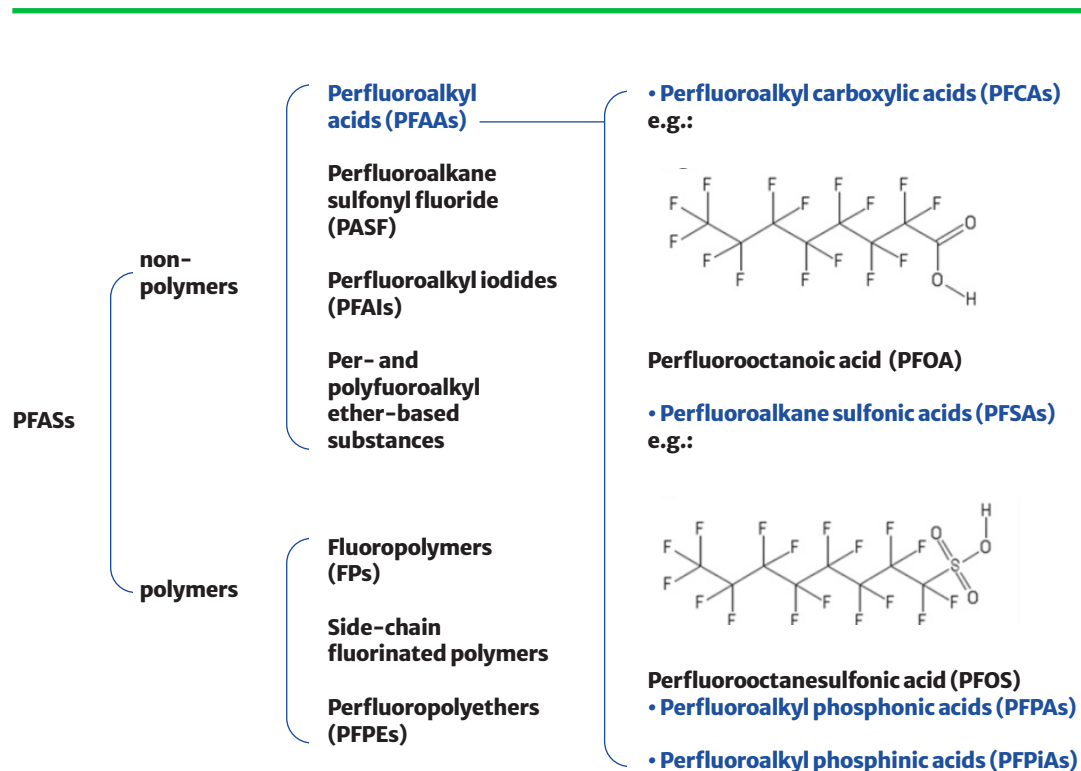 PFASs
non-
polymers
polymers
Perfluoroalkyl
acids (PFAAs)
Perfluoroalkane
sulfonyl fluoride
(PASF)
Perfluoroalkyl iodides
(PFAIs)
Per- and
polyfuoroalkyl
ether-based
substances
Fluoropolymers
(FPs)
Side-chain
fluorinated polymers
Perfluoropolyethers
(PFPEs)
• Perfluoroalkyl carboxylic acids (PFCAs)
e.g.:
F F F F F
F F F F F
F O
F F F F F
O
H
Perfluorooctanoic acid (PFOA)
• Perfluoroalkane sulfonic acids (PFSAs)
e.g.:
H
F F F F O
F F F F F O
S
F F F O
F F F F F F
Perfluorooctanesulfonic acid (PFOS)
• Perfluoroalkyl phosphonic acids (PFPAs)
• Perfluoroalkyl phosphinic acids (PFPiAs)